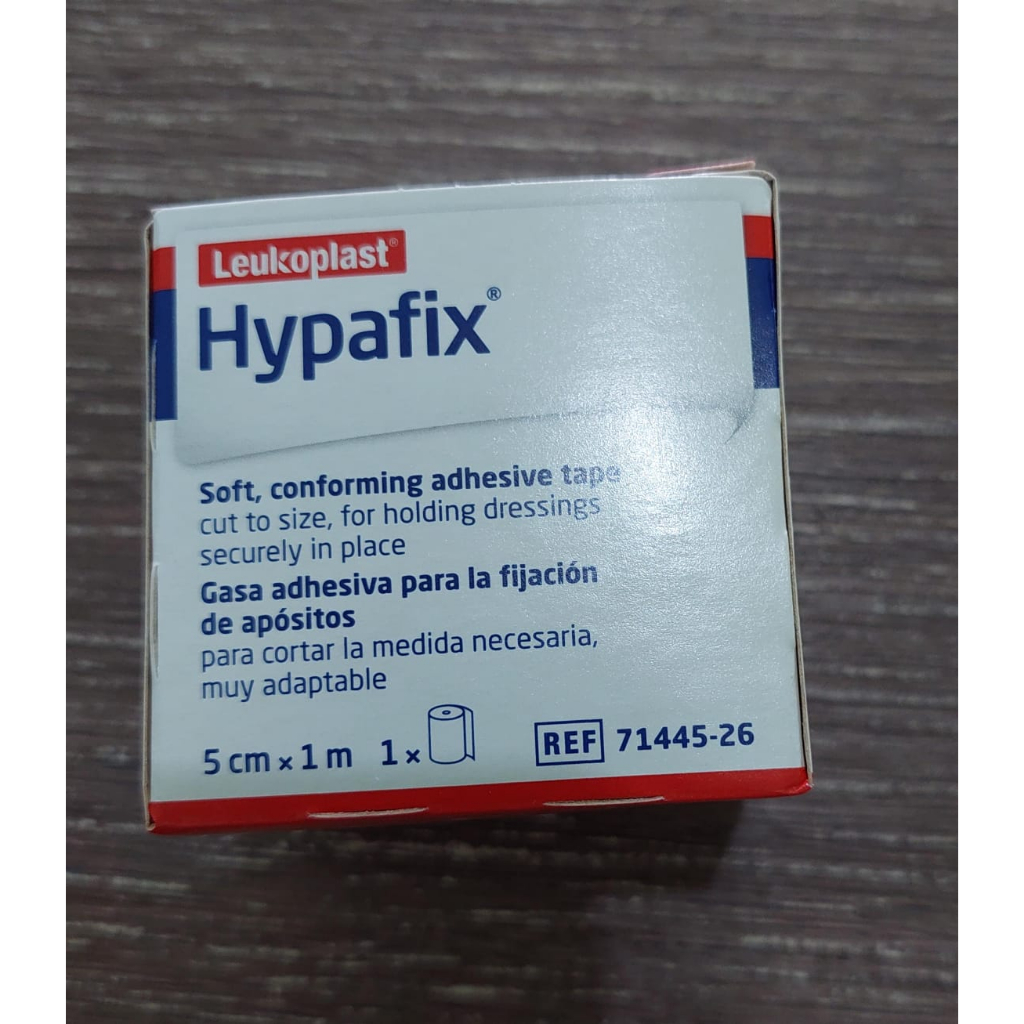 Leukoplast®
Hypafix®
Soft, conforming adhesive tape
cut to size, for holding dressings
securely in place
Gasa adhesiva para la fijación
de apósitos
para cortar la medida necesaria,
muy adaptable
5 cm x 1 m 1 x
REF 71445-26